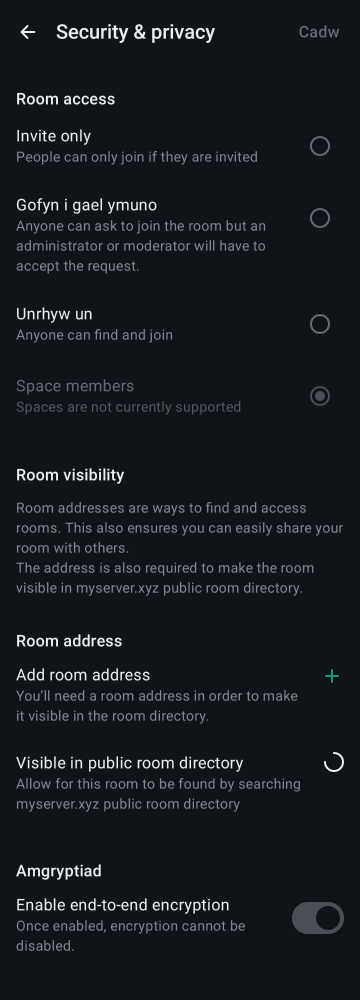 Security & privacy
Cadw
Room access
Invite only
People can only join if they are invited
Gofyn i gael ymuno
Anyone can ask to join the room but an
administrator or moderator will have to
accept the request.
Unrhyw un
Anyone can find and join
Space members
Spaces are not currently supported
Room visibility
Room addresses are ways to find and access
rooms. This also ensures you can easily share your
room with others.
The address is also required to make the room
visible in myserver.xyz public room directory.
Room address
Add room address
You’ll need a room address in order to make
it visible in the room directory.
Visible in public room directory
Allow for this room to be found by searching
myserver.xyz public room directory
Amgryptiad
Enable end-to-end encryption
Once enabled, encryption cannot be
disabled.